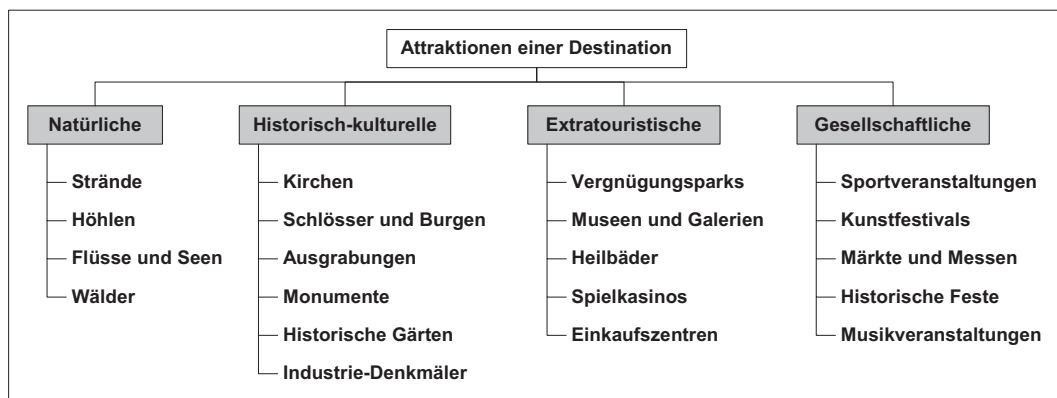 Attraktionen einer Destination
Natürliche
Strände
Höhlen
Flüsse und Seen
Wälder
Historisch-kulturelle
Kirchen
Schlösser und Burgen
Ausgrabungen
Monumente
Historische Gärten
Industrie-Denkmäler
Extratouristische
Vergnügungsparks
Museen und Galerien
Heilbäder
Spielkasinos
Einkaufszentren
Gesellschaftliche
Sportveranstaltungen
Kunstfestivals
Märkte und Messen
Historische Feste
Musikveranstaltungen